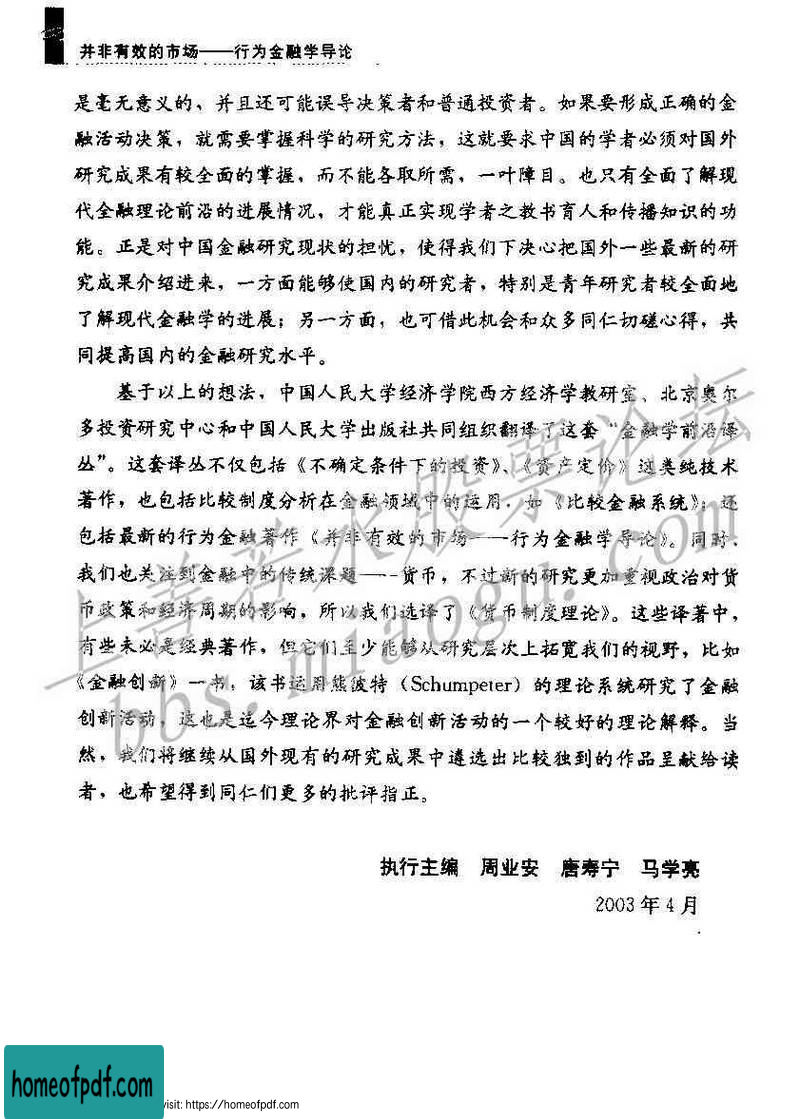 并非有效的市场——行为金融学导论
是毫无意义的、并且还可能误导决策者和普通投资者。如果要形成正确的金
融活动决策，就需要掌握科学的研究方法，这就要求中国的学者必须对国外
研究成果有较全面的掌握，而不能各取所需，一叶障目。也只有全面了解现
代金融理论前沿的进展情况，才能真正实现学者之教书育人和传播知识的功
能。正是对中国金融研究现状的担忧，使得我们下决心把国外一些最新的研
究成果介绍进来，一方面能够使国内的研究者，特别是青年研究者较全面地
了解现代金融学的进展；另一方面，也可借此机会和众多同仁切磋心得，共
同提高国内的金融研究水平。
基于以上的想法，中国人民大学经济学院西方经济学教研室、北京奥尔
多投资研究中心和中国人民大学出版社共同组织翻译了这套“金融学前沿译
丛”。这套译丛不仅包括《不确定条件下的投资》、《资产定价》这类纯技术
著作，也包括比较制度分析在金融领域中的运用，如《比较金融系统》；还
包括最新的行为金融著作《并非有效的市场——行为金融学导论》。同时，
我们也关注到金融中的传统课题——货币，不过新的研究更加重视政治对货
币政策和经济周期的影响，所以我们选译了《货币制度理论》。这些译著中，
有些未必是经典著作，但它们至少能够从研究层次上拓宽我们的视野，比如
《金融创新》一书，该书运用熊彼特（Schumpeter）的理论系统研究了金融
创新活动，这也是迄今理论界对金融创新活动的一个较好的理论解释。当
然，我们将继续从国外现有的研究成果中遴选出比较独到的作品呈献给读
者，也希望得到同仁们更多的批评指正。
执行主编 周业安 唐寿宁 马学亮
2003年4月
上善若水股票论坛
bbs.miaogu.com
homeofpdf.com
visit: https://homeofpdf.com